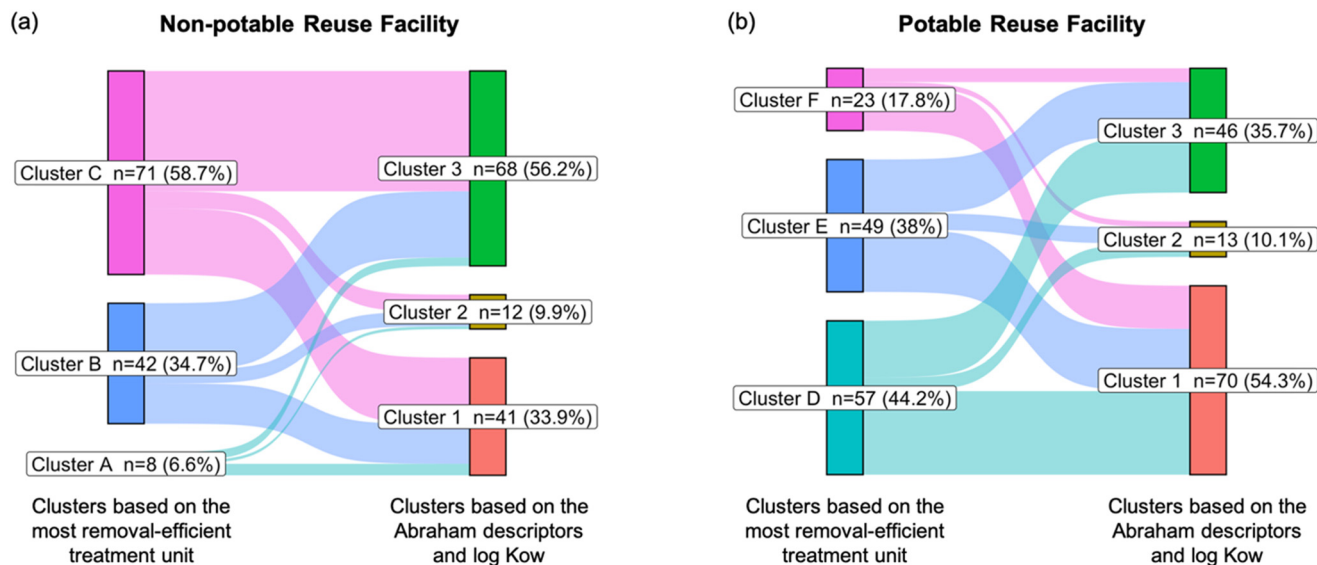 (a)
Non-potable Reuse Facility
Cluster C n=71 (58.7%)
Cluster 3 n=68 (56.2%)
Cluster 2 n=12 (9.9%)
Cluster B n=42 (34.7%)
Cluster 1 n=41 (33.9%)
Cluster A n=8 (6.6%)
Clusters based on the
most removal-efficient
treatment unit
Clusters based on the
Abraham descriptors
and log Kow
(b)
Potable Reuse Facility
Cluster F n=23 (17.8%)
Cluster 3 n=46 (35.7%)
Cluster E n=49 (38%)
Cluster 2 n=13 (10.1%)
Cluster D n=57 (44.2%)
Cluster 1 n=70 (54.3%)
Clusters based on the
most removal-efficient
treatment unit
Clusters based on the
Abraham descriptors
and log Kow